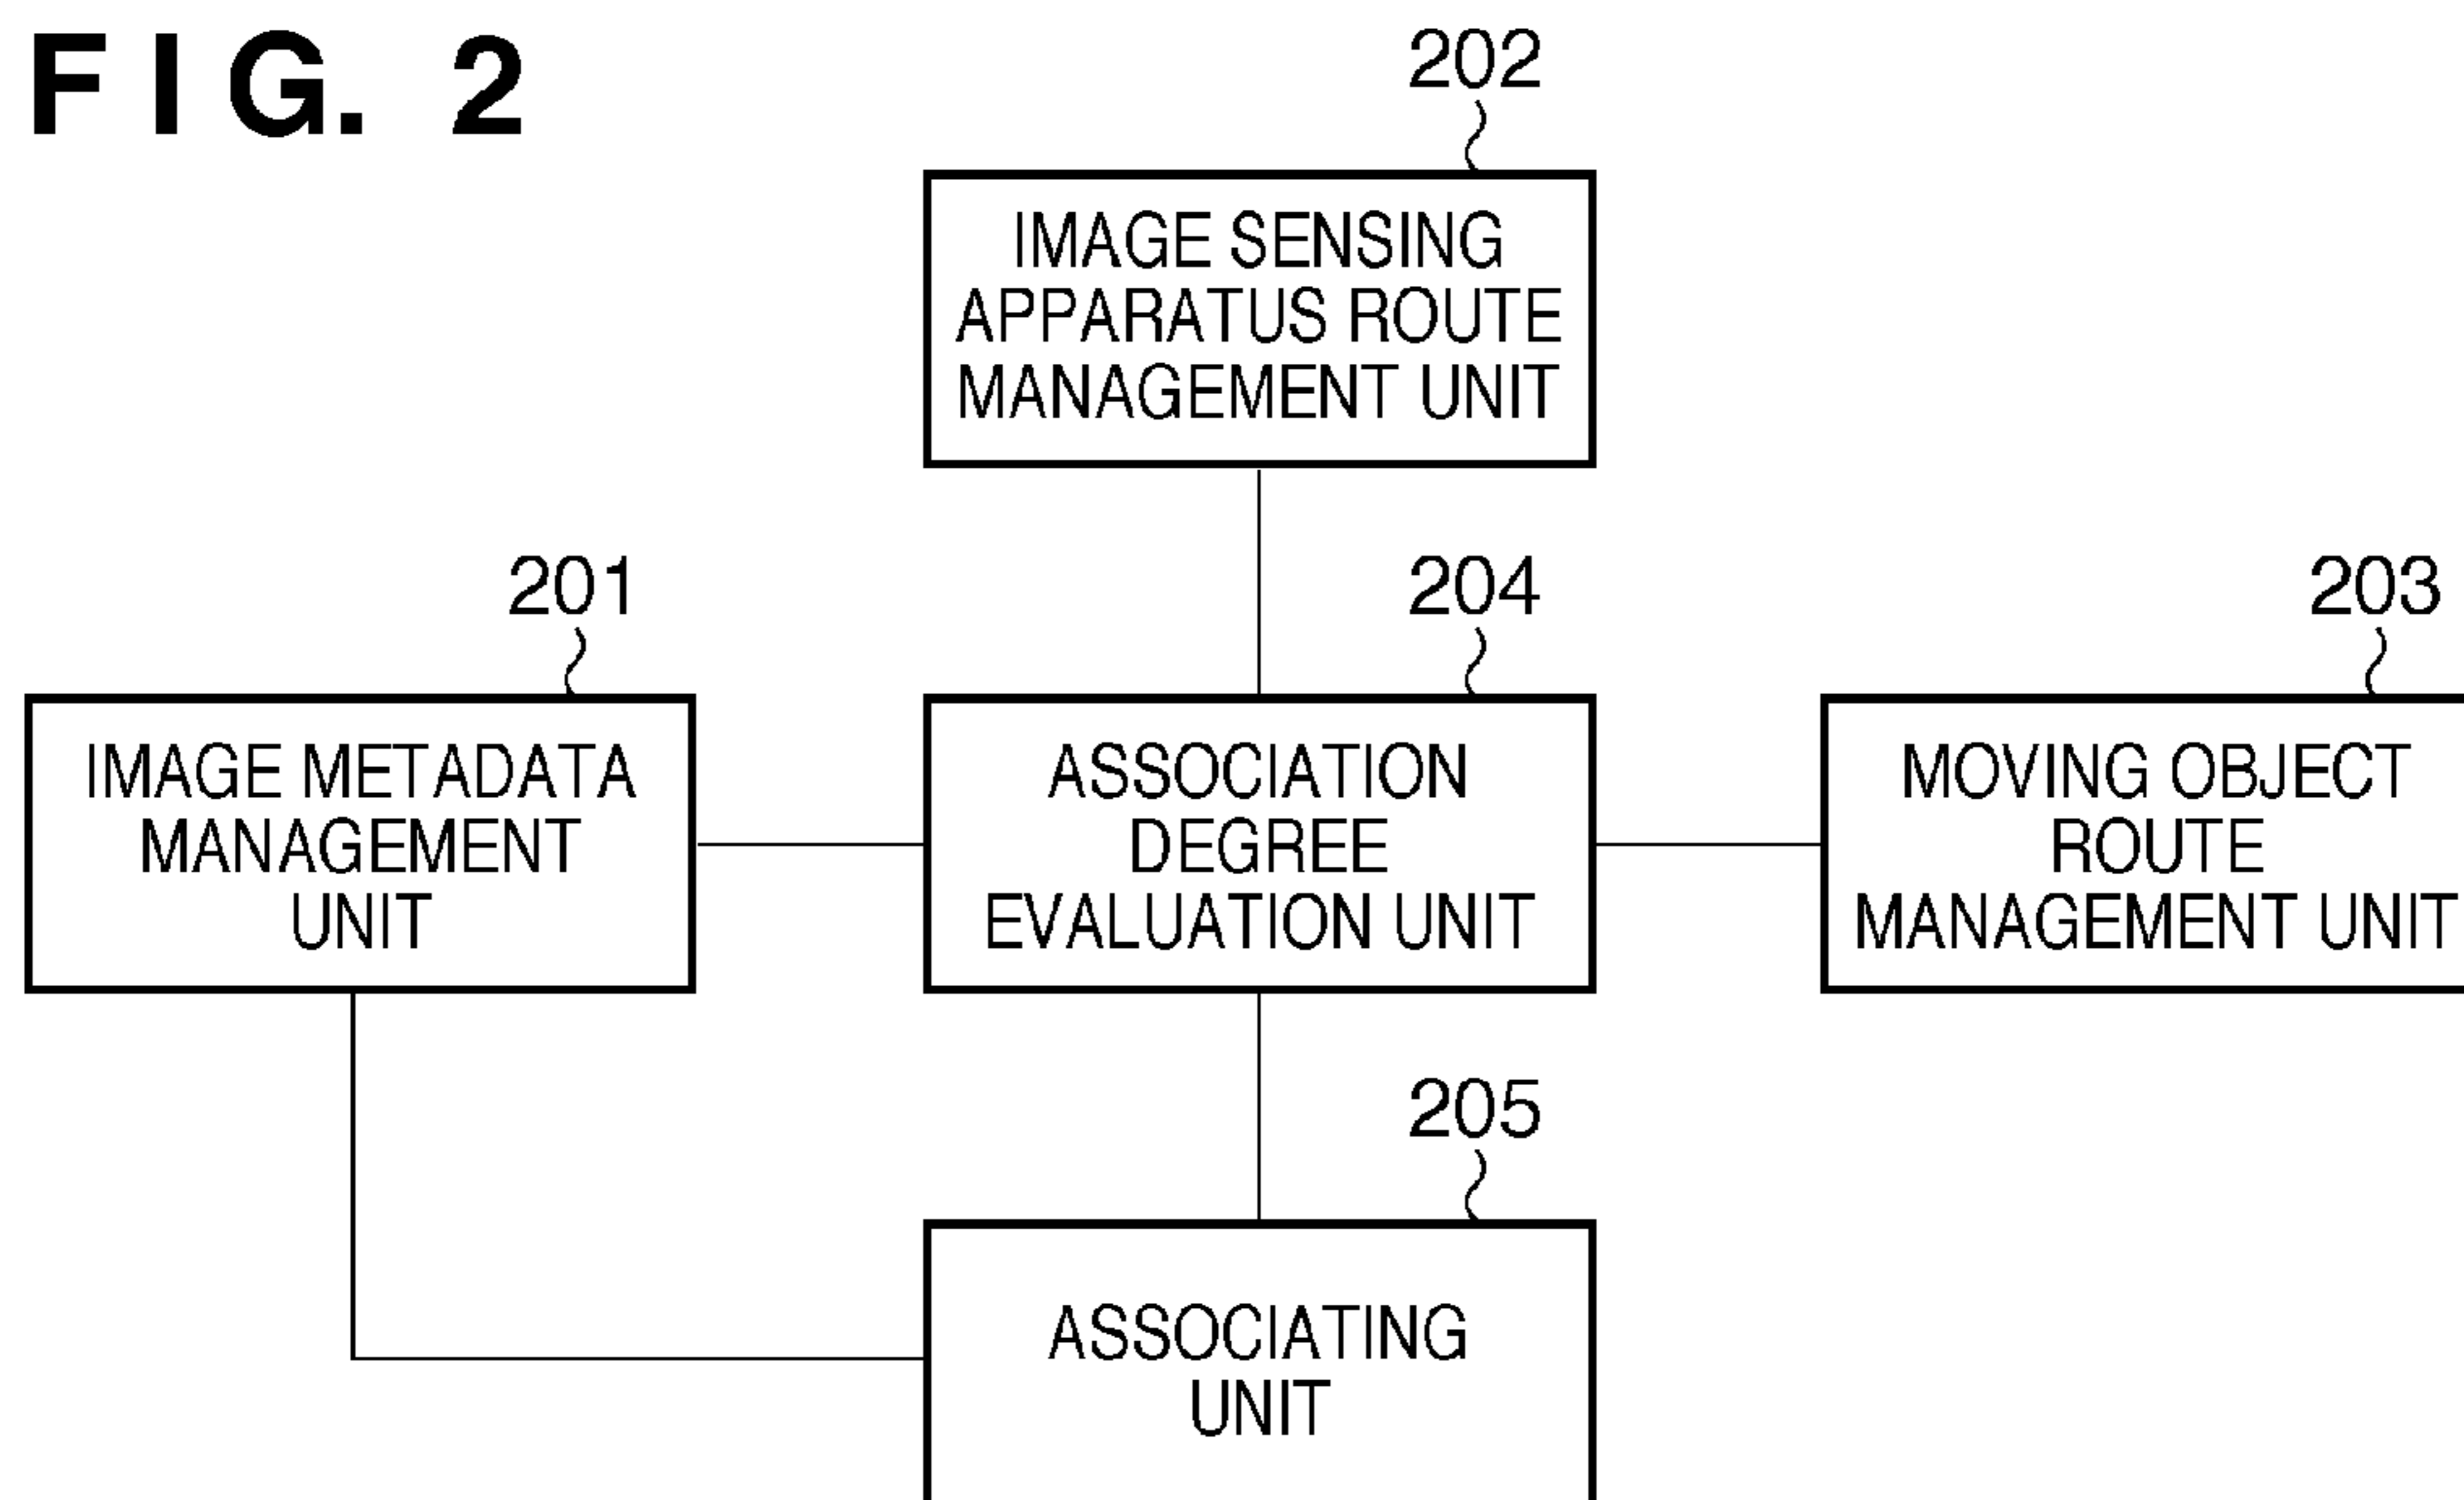 FIG. 2
202
IMAGE SENSING
APPARATUS ROUTE
MANAGEMENT UNIT
201
204
203
IMAGE METADATA
MANAGEMENT
UNIT
ASSOCIATION
DEGREE
EVALUATION UNIT
MOVING OBJECT
ROUTE
MANAGEMENT UNIT
205
ASSOCIATING
UNIT